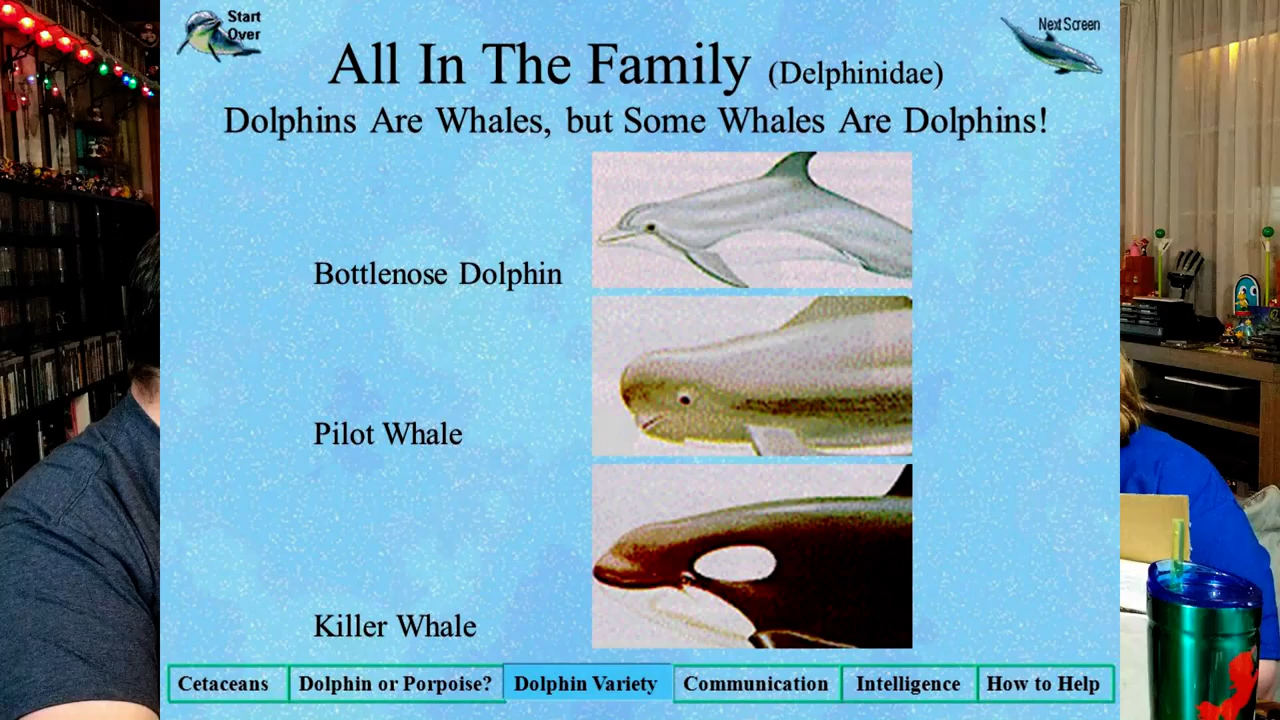 Start
Over
Next Screen
All In The Family (Delphinidae)
Dolphins Are Whales, but Some Whales Are Dolphins!
Bottlenose Dolphin
Pilot Whale
Killer Whale
Cetaceans Dolphin or Porpoise? Dolphin Variety Communication Intelligence How to Help